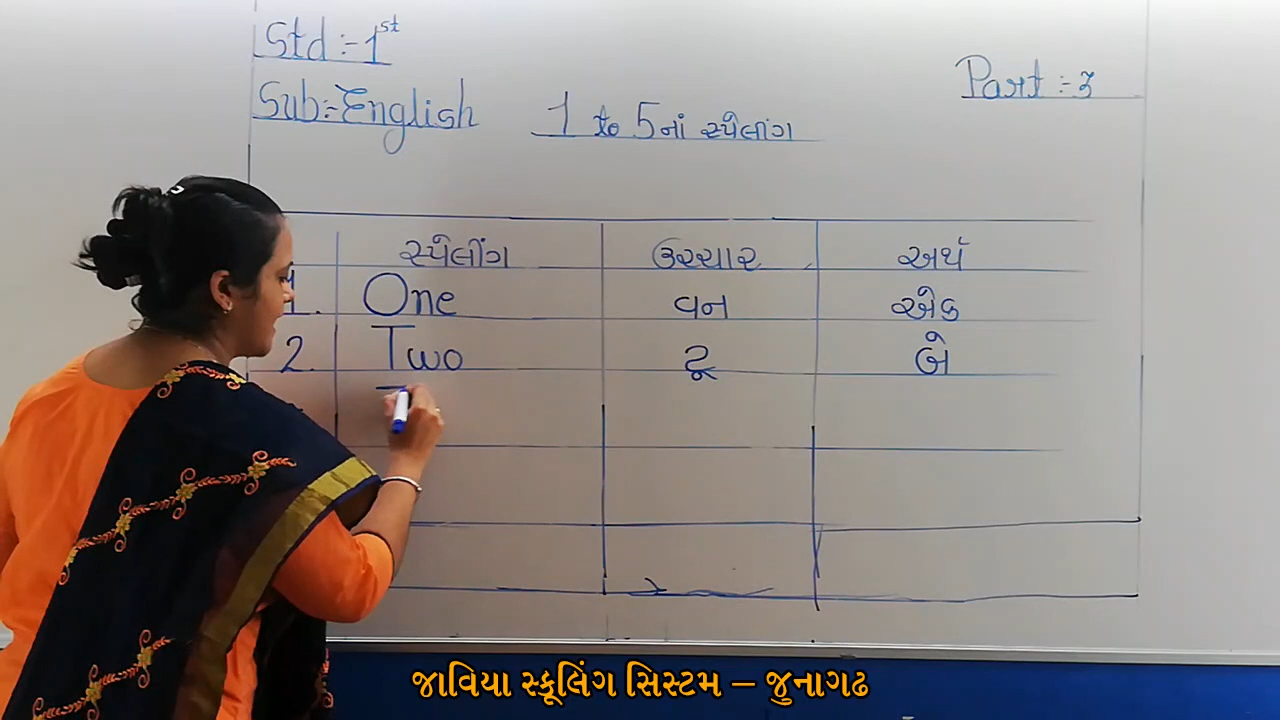 Std :- 1st
Sub:- English
1 to 5નાં સ્પેલીંગ
Part :- 3
સ્પેલીંગ ઉચ્ચાર અર્થ
1. One વન એક
2. Two ટૂ બે
જાવિયા સ્કૂલિંગ સિસ્ટમ – જુનાગઢ